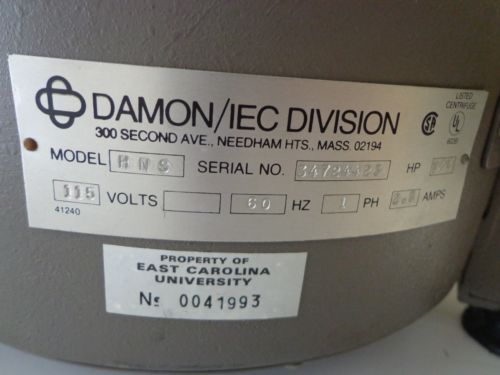 DAMON/IEC DIVISION
300 SECOND AVE., NEEDHAM HTS., MASS. 02194
LISTED
CENTRIFUGE
UL
MODEL HNS SERIAL NO. HP
115 VOLTS 60 HZ 1 PH AMPS
41240
PROPERTY OF
EAST CAROLINA
UNIVERSITY
No 0041993